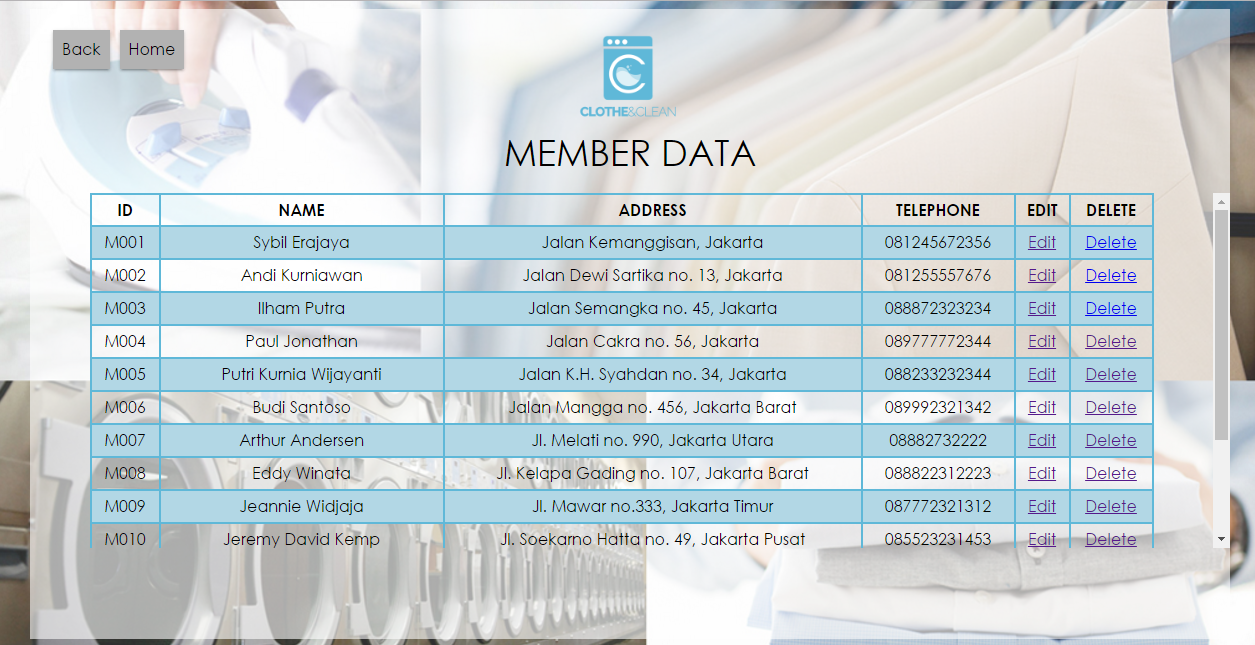 Back Home
CLOTHE&CLEAN
MEMBER DATA
ID NAME ADDRESS TELEPHONE EDIT DELETE
M001 Sybil Erajaya Jalan Kemanggisan, Jakarta 081245672356 Edit Delete
M002 Andi Kurniawan Jalan Dewi Sartika no. 13, Jakarta 081255557676 Edit Delete
M003 Ilham Putra Jalan Semangka no. 45, Jakarta 088872323234 Edit Delete
M004 Paul Jonathan Jalan Cakra no. 56, Jakarta 089777772344 Edit Delete
M005 Putri Kurnia Wijayanti Jalan K.H. Syahdan no. 34, Jakarta 088233232344 Edit Delete
M006 Budi Santoso Jalan Mangga no. 456, Jakarta Barat 089992321342 Edit Delete
M007 Arthur Andersen Jl. Melati no. 990, Jakarta Utara 08882732222 Edit Delete
M008 Eddy Winata Jl. Kelapa Gading no. 107, Jakarta Barat 088822312223 Edit Delete
M009 Jeannie Widjaja Jl. Mawar no.333, Jakarta Timur 087772321312 Edit Delete
M010 Jeremy David Kemp Jl. Soekarno Hatta no. 49, Jakarta Pusat 085523231453 Edit Delete